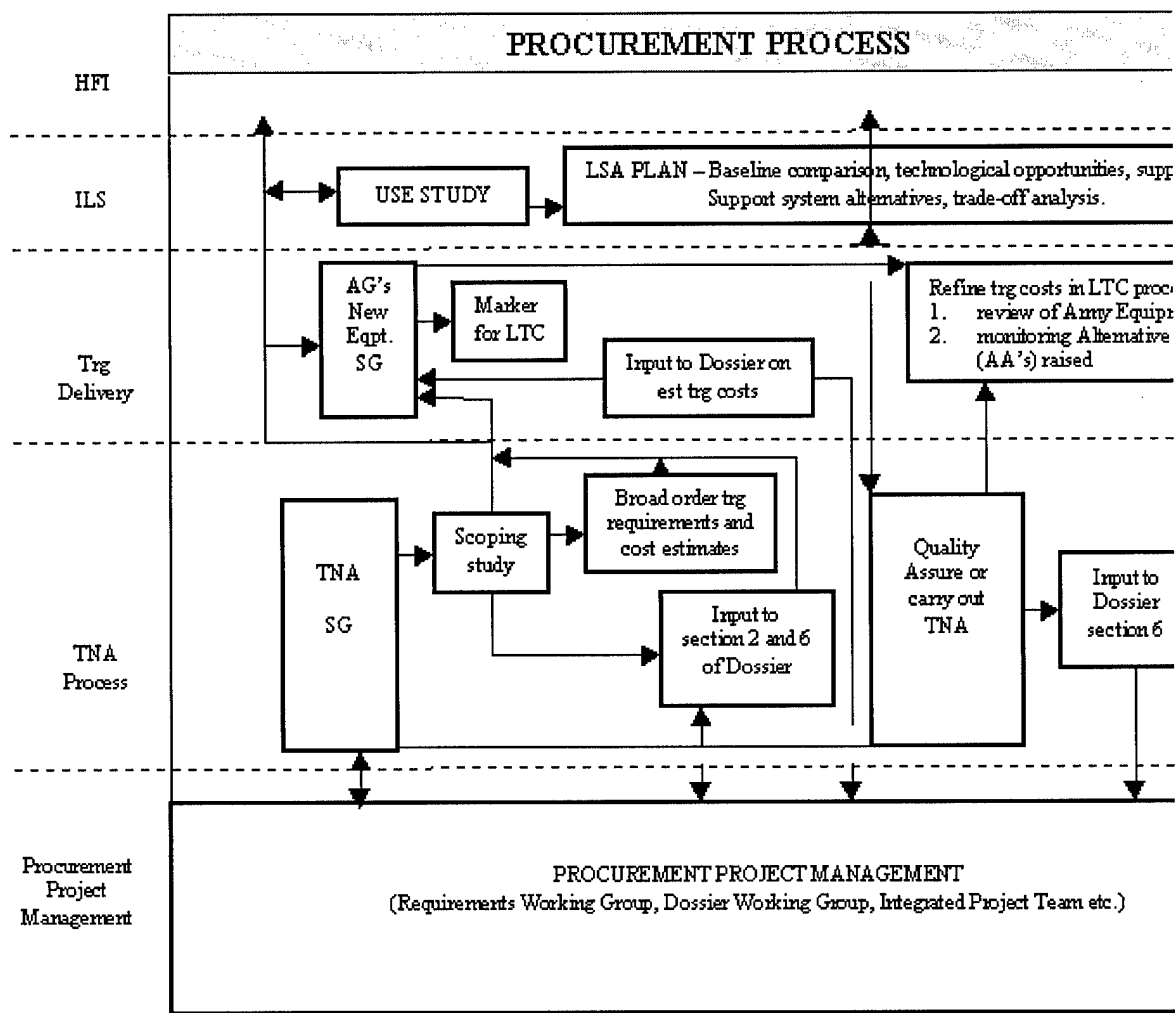 PROCUREMENT PROCESS
HFI
ILS
USE STUDY
LSA PLAN – Baseline comparison, technological opportunities,
Support system alternatives, trade-off analysis.
Trg
Delivery
AG's
New
Eqpt.
SG
Marker
for LTC
Input to Dossier on
est trg costs
Refine trg costs in LTC
1. review of Army
2. monitoring Alternative
(AA's) raised
TNA
Process
TNA
SG
Scoping
study
Broad order trg
requirements and
cost estimates
Input to
section 2 and 6
of Dossier
Quality
Assure or
carry out
TNA
Input to
Dossier
section 6
Procurement
Project
Management
PROCUREMENT PROJECT MANAGEMENT
(Requirements Working Group, Dossier Working Group, Integrated Project Team etc.)